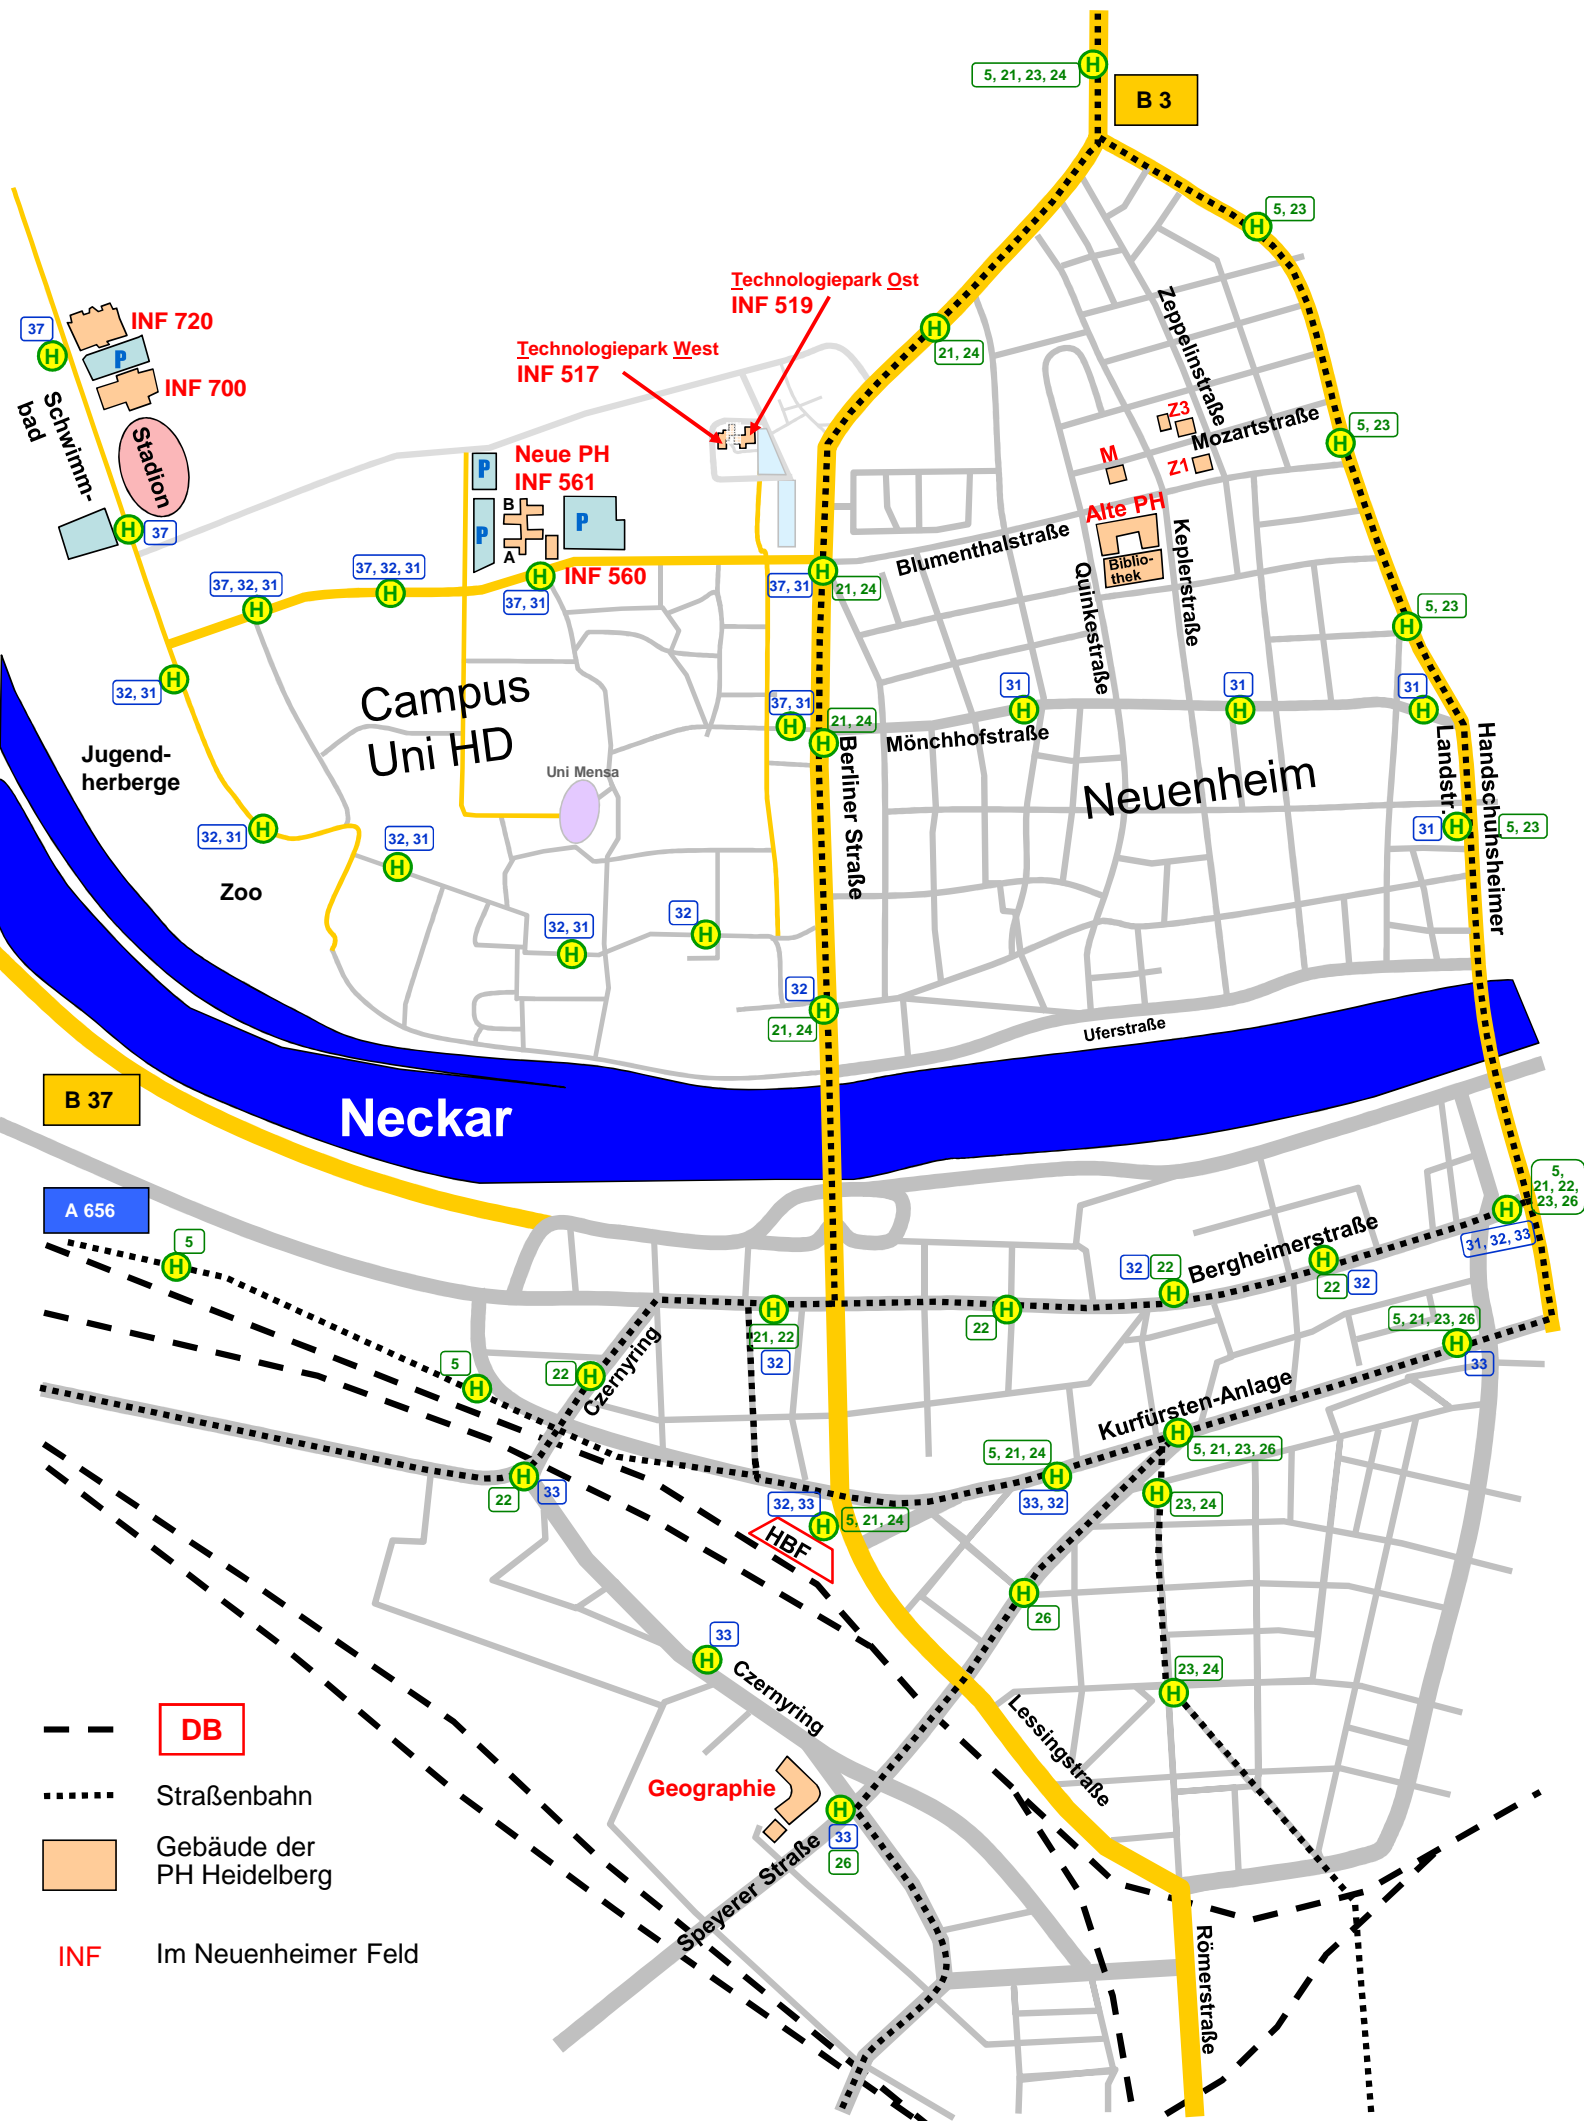 H
5, 21, 23, 24
B 3
H
5, 23
Technologiepark Ost
INF 519
37
H
INF 720
P
INF 700
Technologiepark West
INF 517
H
21, 24
Zeppelinstraße
Schwimm-
bad
Stadion
Z3
Mozartstraße
H
5, 23
M
Z1
Neue PH
INF 561
P
B
P
A
P
Alte PH
H
37
Blumenthalstraße
Biblio-
thek
Quinkestraße
Keplerstraße
37, 32, 31
H
37, 32, 31
H
H
INF 560
37, 31
37, 31
H
21, 24
5, 23
H
32, 31
H
Campus
Uni HD
37, 31
H
21, 24
H
31
H
31
H
31
H
Mönchhofstraße
Berliner Straße
Landstr.
Handschuhsheimer
Jugend-
herberge
Uni Mensa
Neuenheim
32, 31
H
32, 31
H
31
H
5, 23
Zoo
32, 31
H
32
H
32
H
21, 24
Uferstraße
B 37
Neckar
A 656
5
H
5,
21, 22,
23, 26
H
31, 32, 33
Bergheimerstraße
32
22
H
H
22
32
H
21, 22
32
H
22
5, 21, 23, 26
H
33
5
H
22
H
Czernyring
Kurfürsten-Anlage
H
5, 21, 23, 26
5, 21, 24
H
33, 32
H
22
33
H
23, 24
32, 33
H
5, 21, 24
HBF
H
26
33
H
Czernyring
23, 24
H
Lessingstraße
DB
Geographie
H
33
26
Straßenbahn
Gebäude der
PH Heidelberg
Speyerer Straße
INF
Im Neuenheimer Feld
Römerstraße